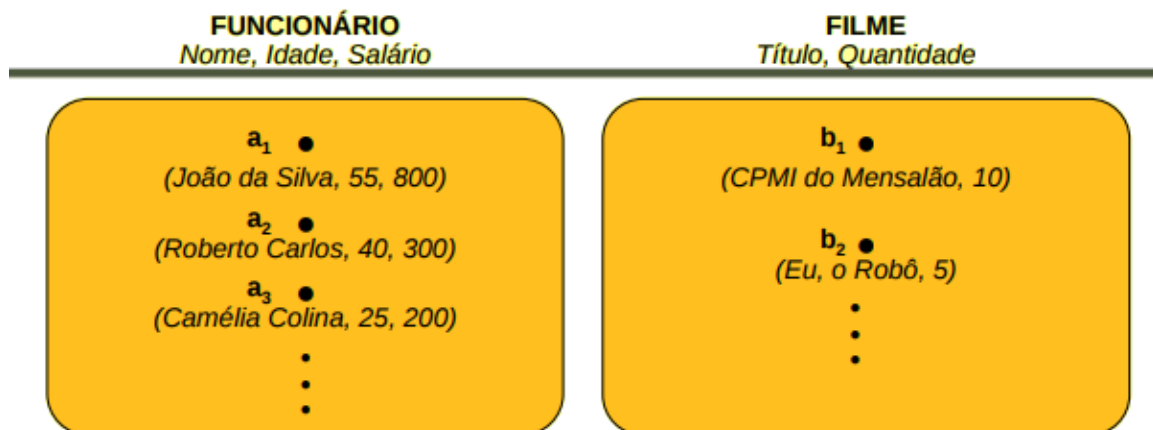 FUNCIONÁRIO
Nome, Idade, Salário
a1
(João da Silva, 55, 800)
a2
(Roberto Carlos, 40, 300)
a3
(Camélia Colina, 25, 200)
FILME
Título, Quantidade
b1
(CPMI do Mensalão, 10)
b2
(Eu, o Robô, 5)